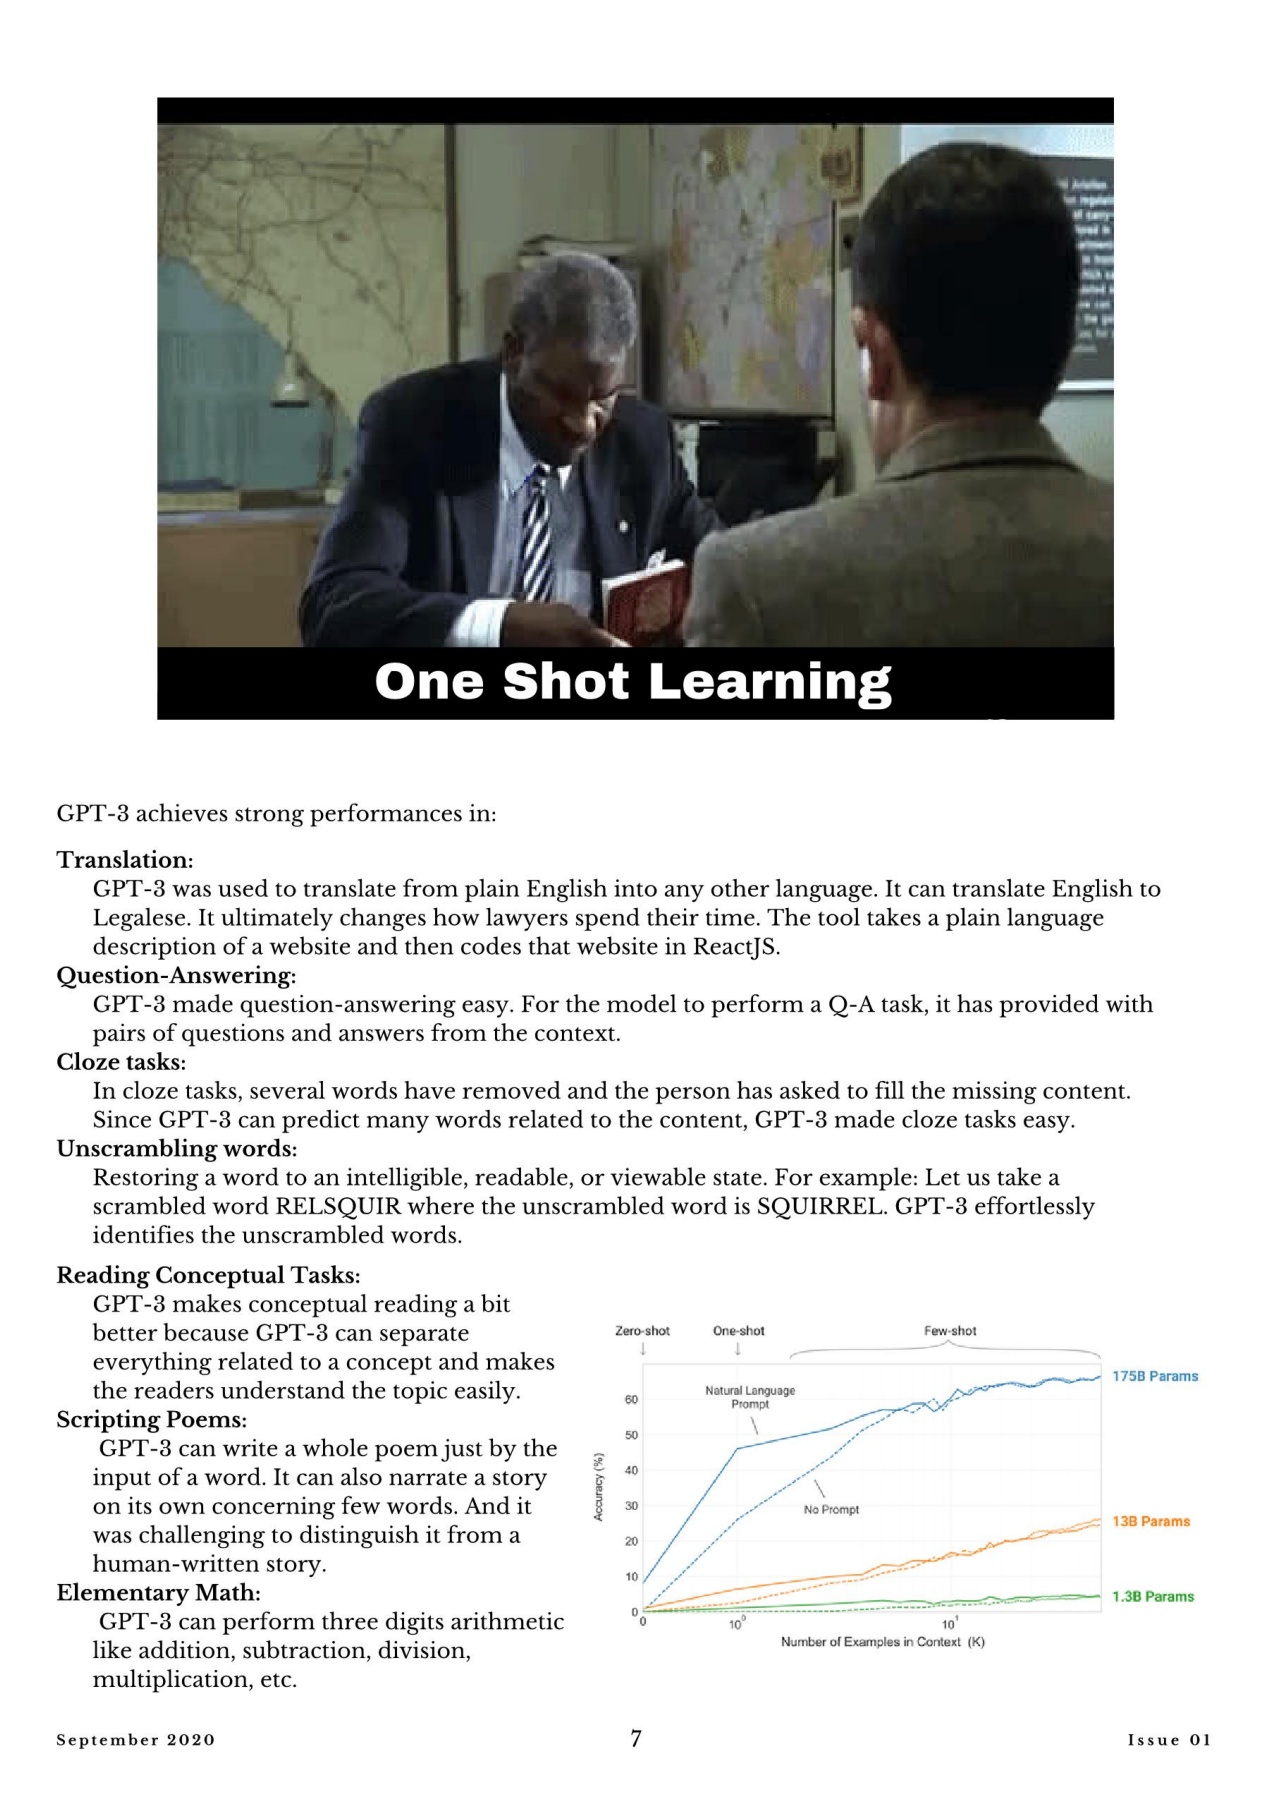 One Shot Learning
GPT-3 achieves strong performances in:
Translation:
GPT-3 was used to translate from plain English into any other language. It can translate English to
Legalese. It ultimately changes how lawyers spend their time. The tool takes a plain language
description of a website and then codes that website in ReactJS.
Question-Answering:
GPT-3 made question-answering easy. For the model to perform a Q-A task, it has provided with
pairs of questions and answers from the context.
Cloze tasks:
In cloze tasks, several words have removed and the person has asked to fill the missing content.
Since GPT-3 can predict many words related to the content, GPT-3 made cloze tasks easy.
Unscrambling words:
Restoring a word to an intelligible, readable, or viewable state. For example: Let us take a
scrambled word RELSQUIR where the unscrambled word is SQUIRREL. GPT-3 effortlessly
identifies the unscrambled words.
Reading Conceptual Tasks:
GPT-3 makes conceptual reading a bit
better because GPT-3 can separate
everything related to a concept and makes
the readers understand the topic easily.
Scripting Poems:
GPT-3 can write a whole poem just by the
input of a word. It can also narrate a story
on its own concerning few words. And it
was challenging to distinguish it from a
human-written story.
Elementary Math:
GPT-3 can perform three digits arithmetic
like addition, subtraction, division,
multiplication, etc.
Zero-shot One-shot Few-shot
175B Params
Natural Language
Prompt
60
50
40
Accuracy (%)
30
No Prompt
13B Params
20
10
1.3B Params
0
0 10⁰ 10¹
Number of Examples in Context (K)
September 2020 7 Issue 01